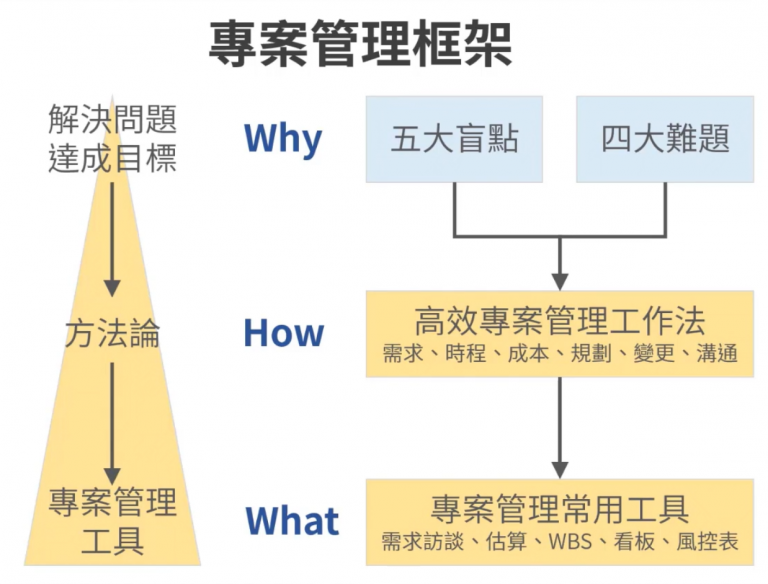 專案管理框架
解決問題
達成目標
Why
五大盲點
四大難題
方法論
How
高效專案管理工作法
需求、時程、成本、規劃、變更、溝通
專案管理
工具
What
專案管理常用工具
需求訪談、估算、WBS、看板、風控表